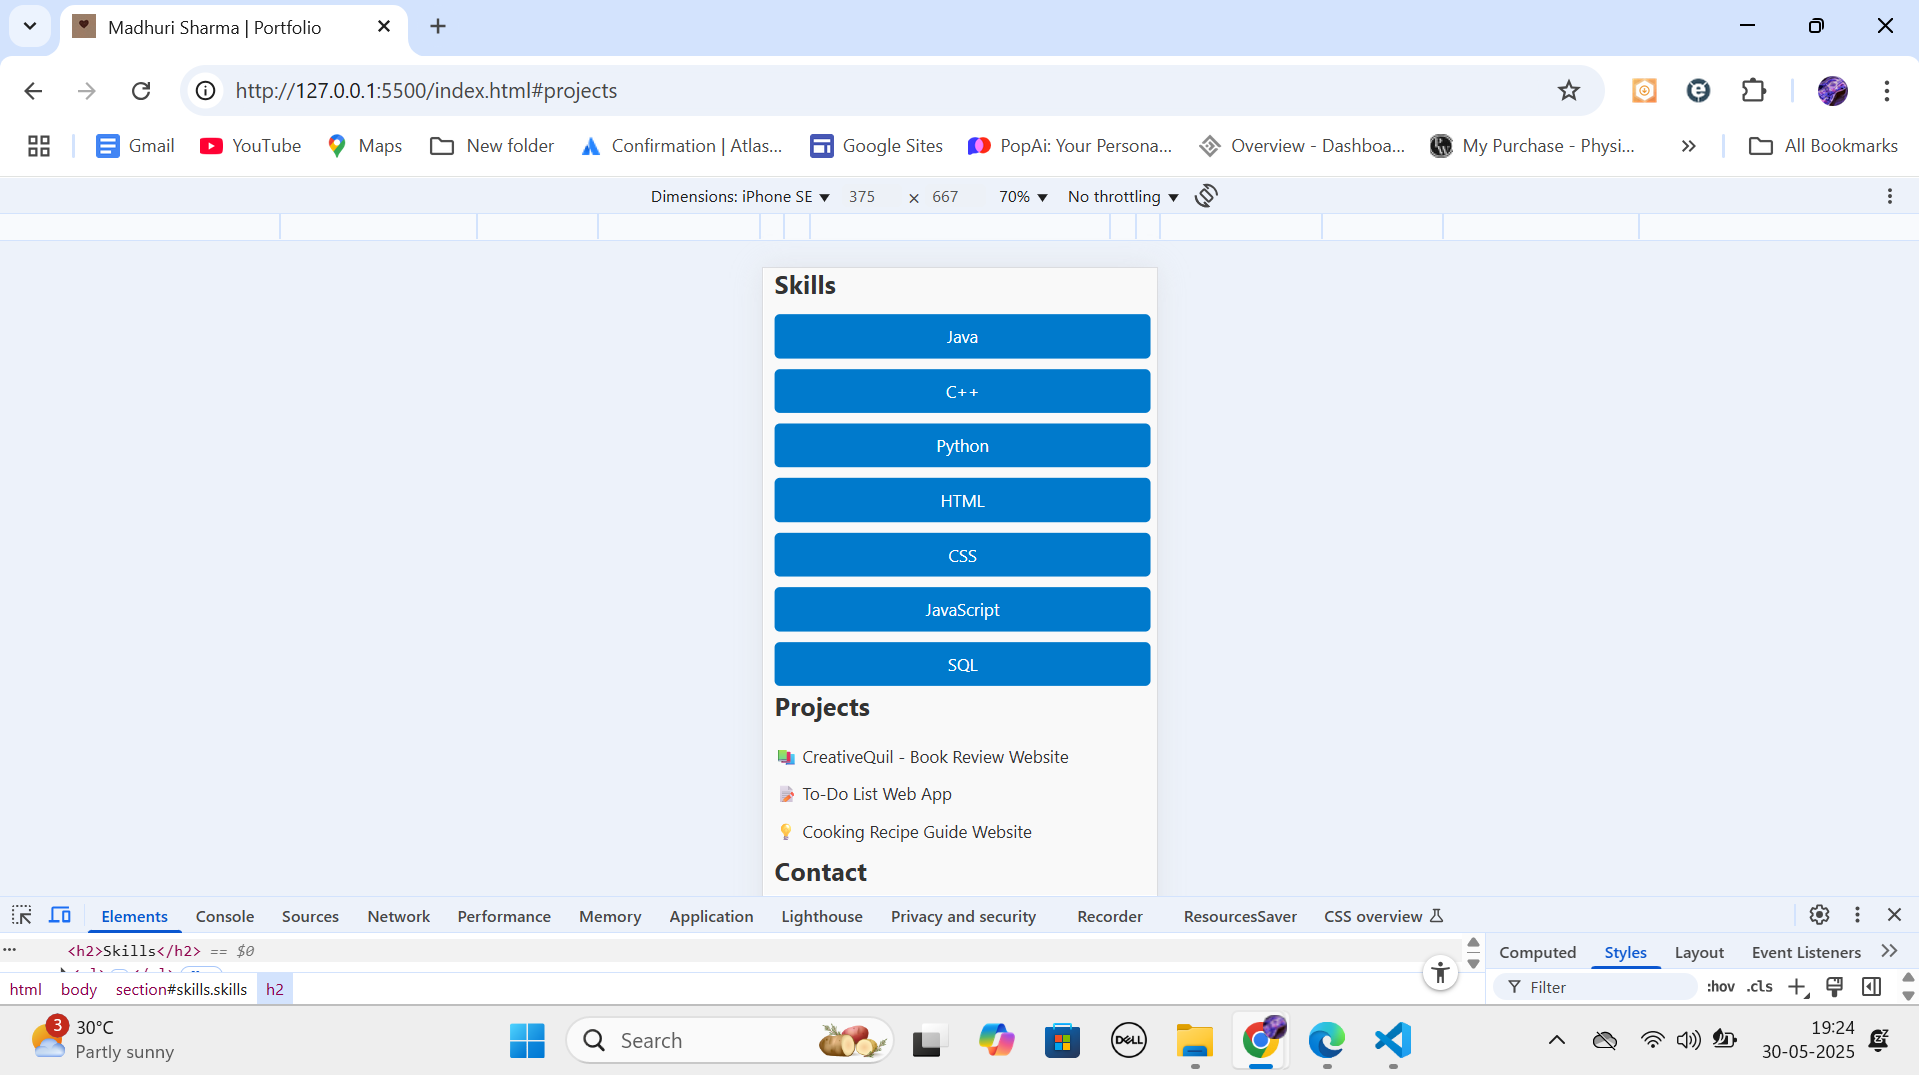 Madhuri Sharma | Portfolio
http://127.0.0.1:5500/index.html#projects
Gmail YouTube Maps New folder Confirmation | Atlas... Google Sites PopAi: Your Persona... Overview - Dashboa... My Purchase - Physi... » All Bookmarks
Dimensions: iPhone SE ▼ 375 × 667 70% ▼ No throttling ▼
Skills
Java
C++
Python
HTML
CSS
JavaScript
SQL
Projects
CreativeQuil - Book Review Website
To-Do List Web App
Cooking Recipe Guide Website
Contact
Elements Console Sources Network Performance Memory Application Lighthouse Privacy and security Recorder ResourcesSaver CSS overview
<h2>Skills</h2> == $0
Computed Styles Layout Event Listeners »
html body section#skills.skills h2
Filter :hov .cls
3
30°C
Partly sunny
Search
DELL
19:24
30-05-2025